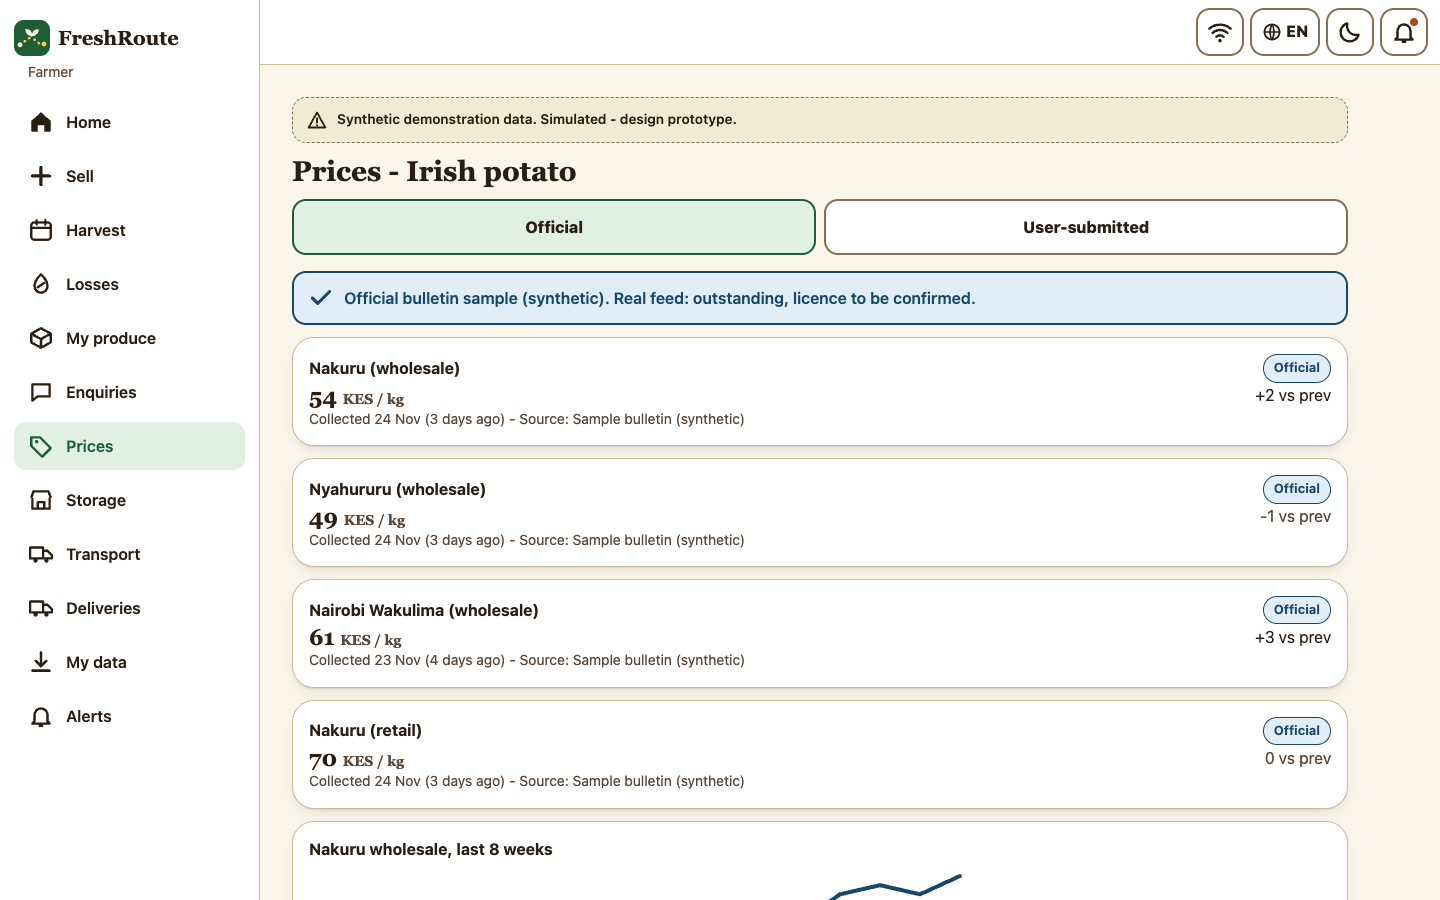 FreshRoute
Farmer
Home
Sell
Harvest
Losses
My produce
Enquiries
Prices
Storage
Transport
Deliveries
My data
Alerts
EN
Synthetic demonstration data. Simulated - design prototype.
Prices - Irish potato
Official
User-submitted
Official bulletin sample (synthetic). Real feed: outstanding, licence to be confirmed.
Nakuru (wholesale)
Official
54 KES / kg
+2 vs prev
Collected 24 Nov (3 days ago) - Source: Sample bulletin (synthetic)
Nyahururu (wholesale)
Official
49 KES / kg
-1 vs prev
Collected 24 Nov (3 days ago) - Source: Sample bulletin (synthetic)
Nairobi Wakulima (wholesale)
Official
61 KES / kg
+3 vs prev
Collected 23 Nov (4 days ago) - Source: Sample bulletin (synthetic)
Nakuru (retail)
Official
70 KES / kg
0 vs prev
Collected 24 Nov (3 days ago) - Source: Sample bulletin (synthetic)
Nakuru wholesale, last 8 weeks